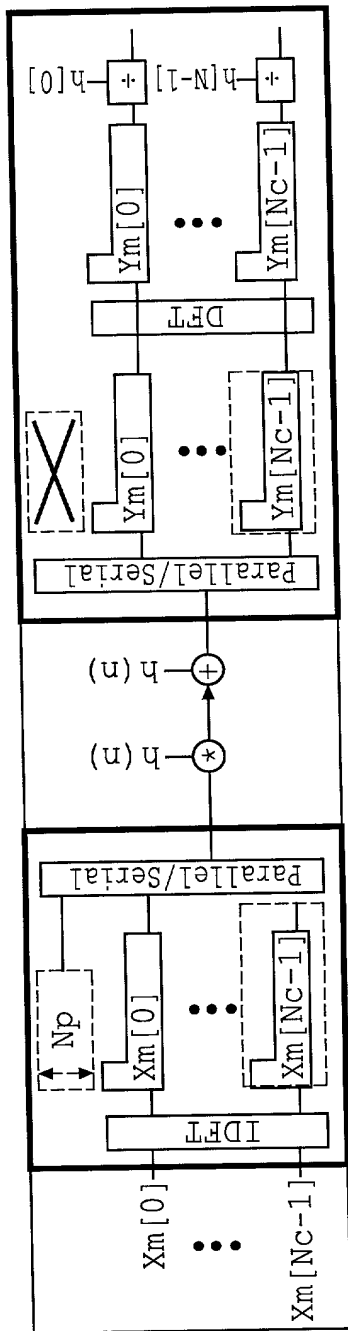 Xm[0]
Xm[Nc-1]
IDFT
Np
Xm[0]
Xm[Nc-1]
Parallel/Serial
*
h(n)
+
h(n)
Parallel/Serial
Ym[0]
Ym[Nc-1]
DFT
Ym[0]
Ym[Nc-1]
÷
h[0]
÷
h[N-1]